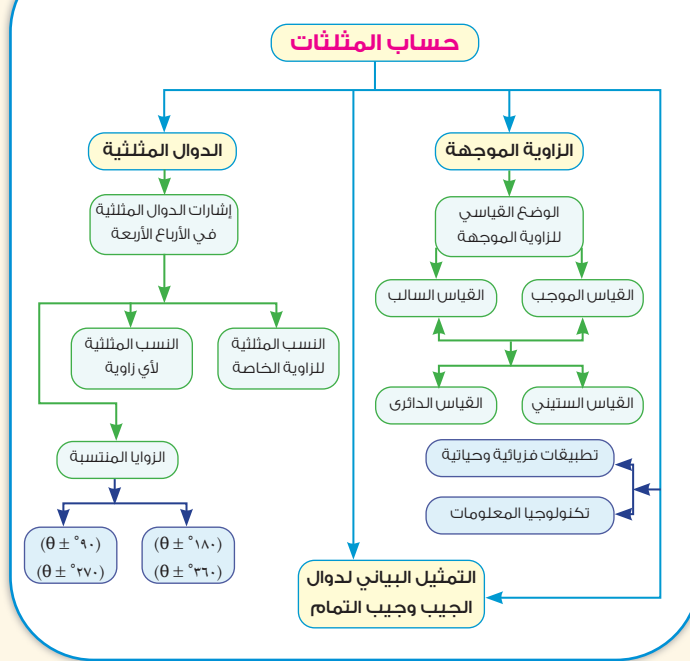 حساب المثلثات
الزاوية الموجهة
الدوال المثلثية
الوضع القياسي
للزاوية الموجهة
إشارات الدوال المثلثية
في الأرباع الأربعة
القياس الموجب
القياس السالب
النسب المثلثية
للزاوية الخاصة
النسب المثلثية
لأي زاوية
القياس الستيني
القياس الدائرى
الزوايا المنتسبة
تطبيقات فزيائية وحياتية
تكنولوجيا المعلومات
(θ ± °١٨٠)
(θ ± °٣٦٠)
(θ ± °٩٠)
(θ ± °٢٧٠)
التمثيل البياني لدوال
الجيب وجيب التمام